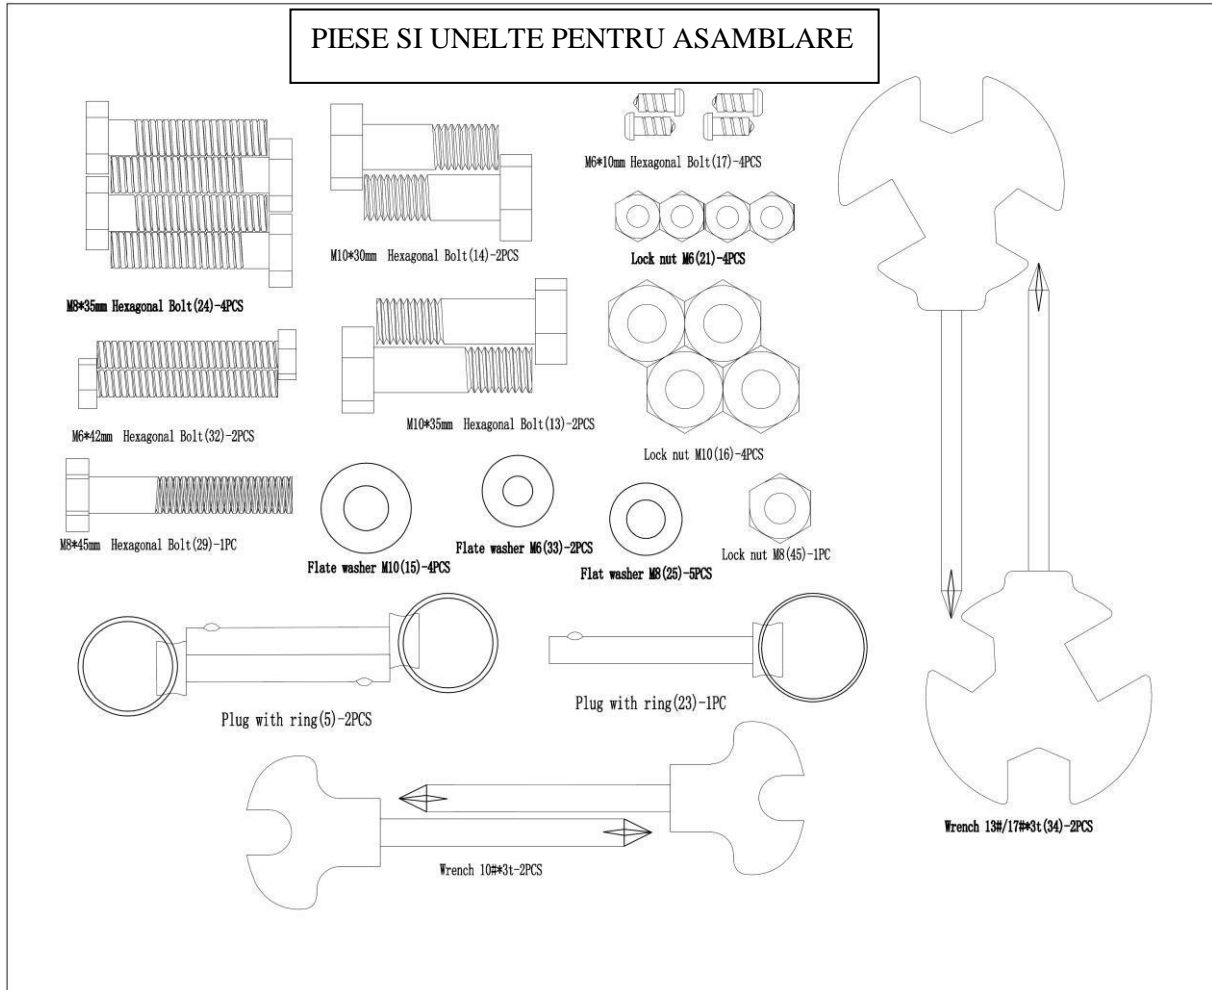 PIESE SI UNELTE PENTRU ASAMBLARE
M8*35mm Hexagonal Bolt(24)-4PCS
M10*30mm Hexagonal Bolt(14)-2PCS
M6*10mm Hexagonal Bolt(17)-4PCS
Lock nut M6(21)-4PCS
M6*42mm Hexagonal Bolt(32)-2PCS
M10*35mm Hexagonal Bolt(13)-2PCS
Lock nut M10(16)-4PCS
M8*45mm Hexagonal Bolt(29)-1PC
Flate washer M10(15)-4PCS
Flate washer M6(33)-2PCS
Flat washer M8(25)-5PCS
Lock nut M8(45)-1PC
Plug with ring(5)-2PCS
Plug with ring(23)-1PC
Wrench 10#*3t-2PCS
Wrench 13#/17#*3t(34)-2PCS